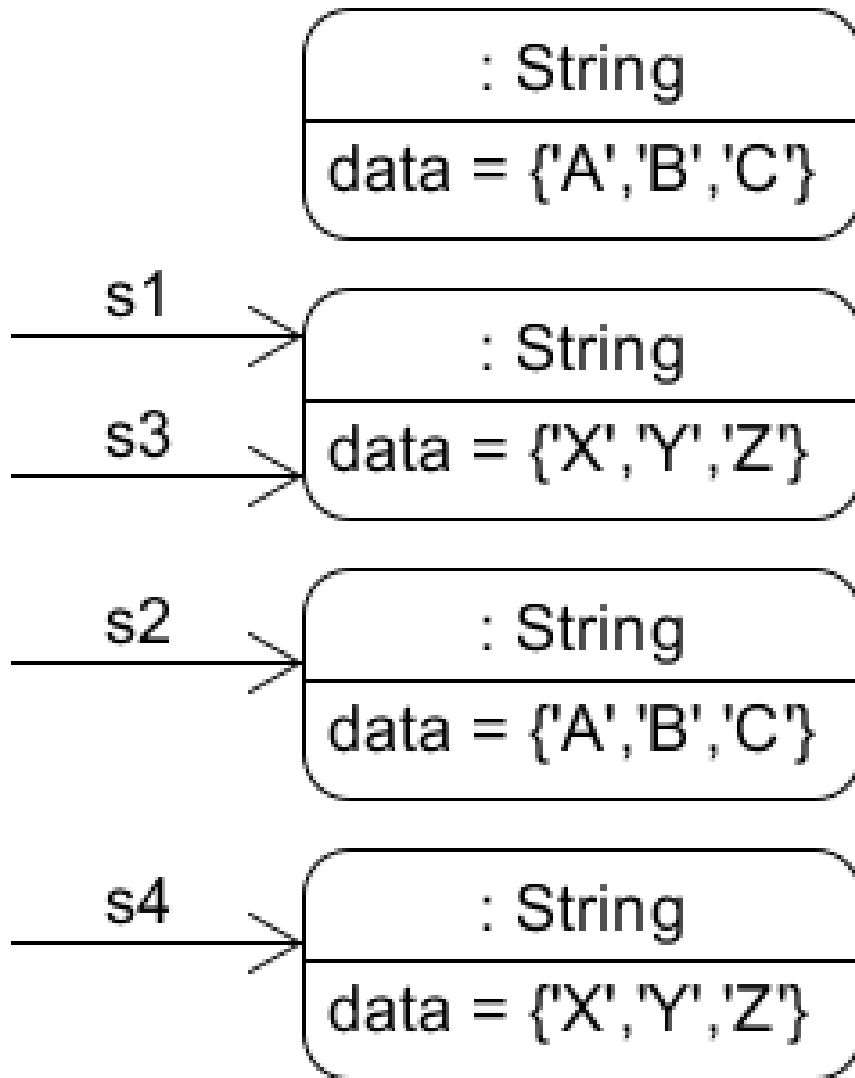 : String
data = {'A','B','C'}
s1
: String
s3
data = {'X','Y','Z'}
s2
: String
data = {'A','B','C'}
s4
: String
data = {'X','Y','Z'}